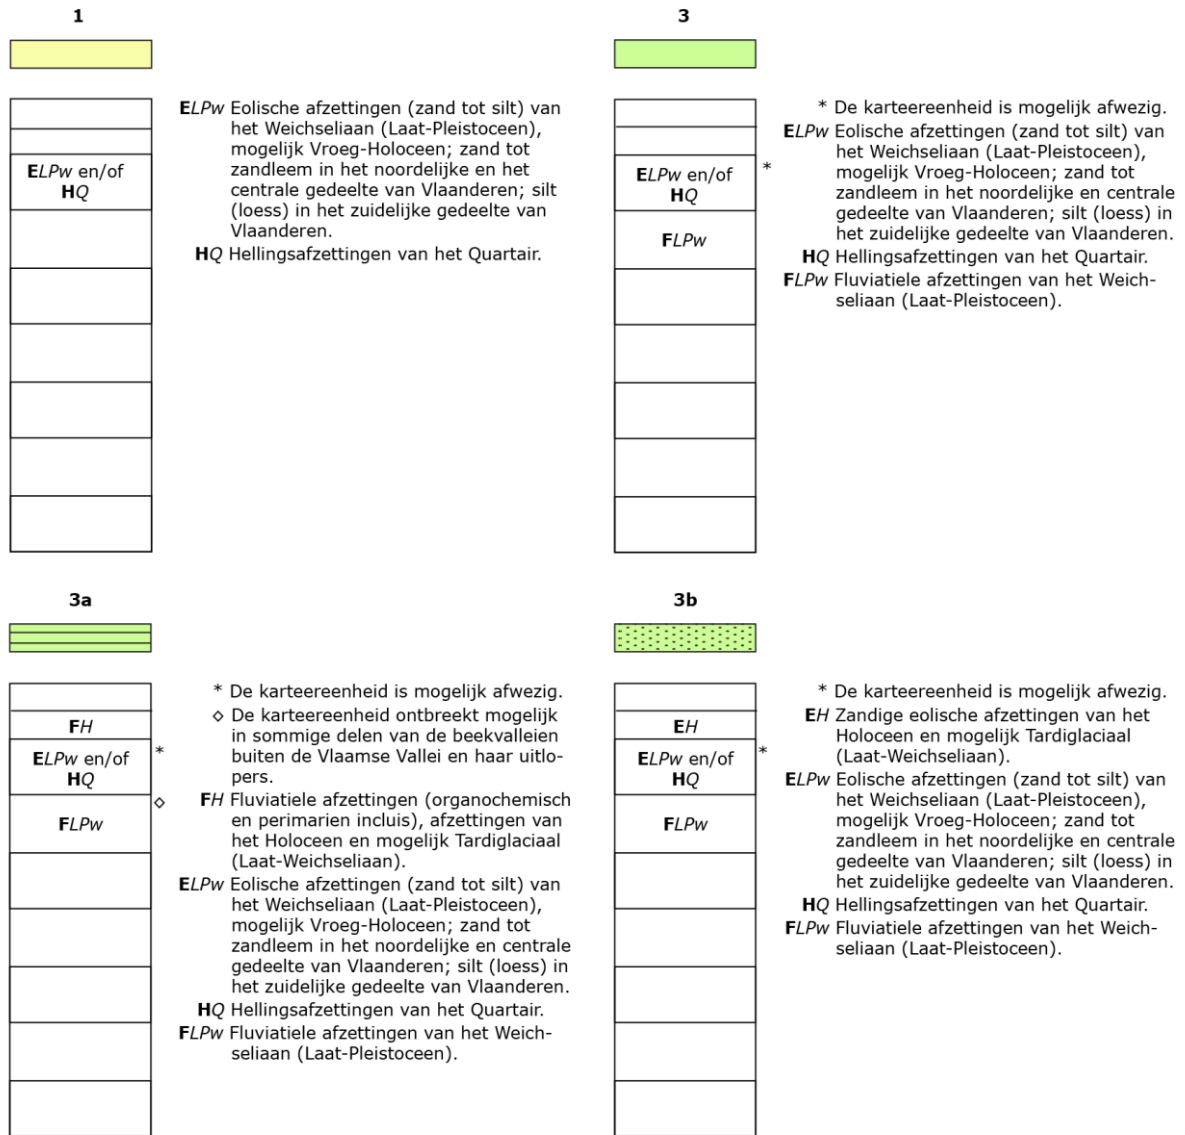 1
ELPw en/of
HQ
ELPw Eolische afzettingen (zand tot silt) van
het Weichseliaan (Laat-Pleistoceen),
mogelijk Vroeg-Holoceen; zand tot
zandleem in het noordelijke en het
centrale gedeelte van Vlaanderen; silt
(loess) in het zuidelijke gedeelte van
Vlaanderen.
HQ Hellingsafzettingen van het Quartair.
3
ELPw en/of
HQ
*
FLPw
* De karteereenheid is mogelijk afwezig.
ELPw Eolische afzettingen (zand tot silt) van
het Weichseliaan (Laat-Pleistoceen),
mogelijk Vroeg-Holoceen; zand tot
zandleem in het noordelijke en centrale
gedeelte van Vlaanderen; silt (loess) in
het zuidelijke gedeelte van Vlaanderen.
HQ Hellingsafzettingen van het Quartair.
FLPw Fluviatiele afzettingen van het Weich-
seliaan (Laat-Pleistoceen).
3a
FH
ELPw en/of
HQ
*
◇
FLPw
* De karteereenheid is mogelijk afwezig.
◇ De karteereenheid ontbreekt mogelijk
in sommige delen van de beekvalleien
buiten de Vlaamse Vallei en haar uitlo-
pers.
FH Fluviatiele afzettingen (organochemisch
en perimarien incluis), afzettingen van
het Holoceen en mogelijk Tardiglaciaal
(Laat-Weichseliaan).
ELPw Eolische afzettingen (zand tot silt) van
het Weichseliaan (Laat-Pleistoceen),
mogelijk Vroeg-Holoceen; zand tot
zandleem in het noordelijke en centrale
gedeelte van Vlaanderen; silt (loess) in
het zuidelijke gedeelte van Vlaanderen.
HQ Hellingsafzettingen van het Quartair.
FLPw Fluviatiele afzettingen van het Weich-
seliaan (Laat-Pleistoceen).
3b
EH
ELPw en/of
HQ
*
FLPw
* De karteereenheid is mogelijk afwezig.
EH Zandige eolische afzettingen van het
Holoceen en mogelijk Tardiglaciaal
(Laat-Weichseliaan).
ELPw Eolische afzettingen (zand tot silt) van
het Weichseliaan (Laat-Pleistoceen),
mogelijk Vroeg-Holoceen; zand tot
zandleem in het noordelijke en centrale
gedeelte van Vlaanderen; silt (loess) in
het zuidelijke gedeelte van Vlaanderen.
HQ Hellingsafzettingen van het Quartair.
FLPw Fluviatiele afzettingen van het Weich-
seliaan (Laat-Pleistoceen).